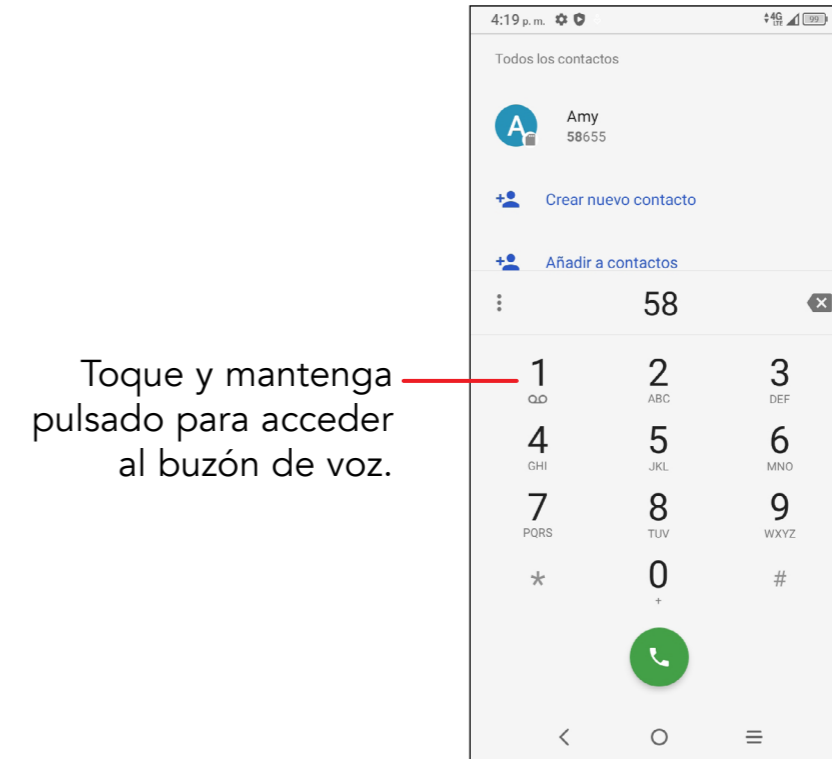 4:19 p. m.
4G
LTE
99
Todos los contactos
A
Amy
58655
Crear nuevo contacto
Añadir a contactos
58
Toque y mantenga
pulsado para acceder
al buzón de voz.
1 2 3
ABC DEF
4 5 6
GHI JKL MNO
7 8 9
PQRS TUV WXYZ
* 0 #
+